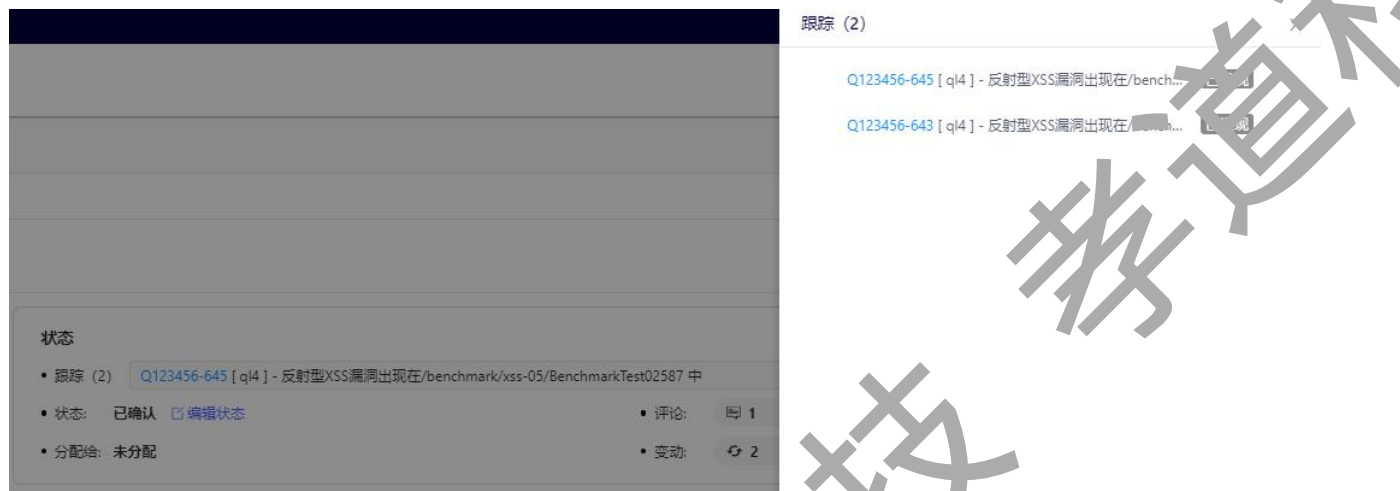 跟踪（2）
Q123456-645 [ ql4 ] - 反射型XSS漏洞出现在/bench...
Q123456-643 [ ql4 ] - 反射型XSS漏洞出现在/
状态
• 跟踪（2） Q123456-645 [ ql4 ] - 反射型XSS漏洞出现在/benchmark/xss-05/BenchmarkTest02587 中
• 状态: 已确认 编辑状态 • 评论: 1
• 分配给: 未分配 • 变动: 2
孝道科
技